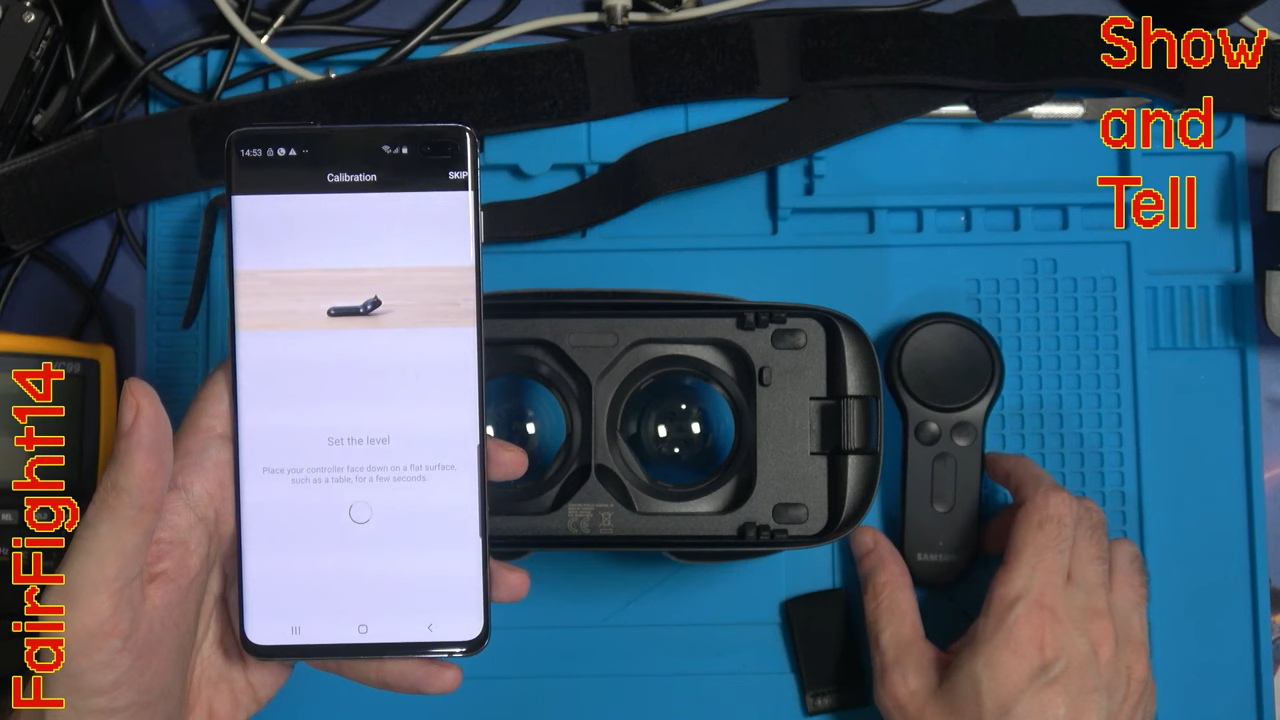 Show
and
Tell
14:53
Calibration
SKIP
Set the level
Place your controller face down on a flat surface,
such as a table, for a few seconds.
REL
FairFight14